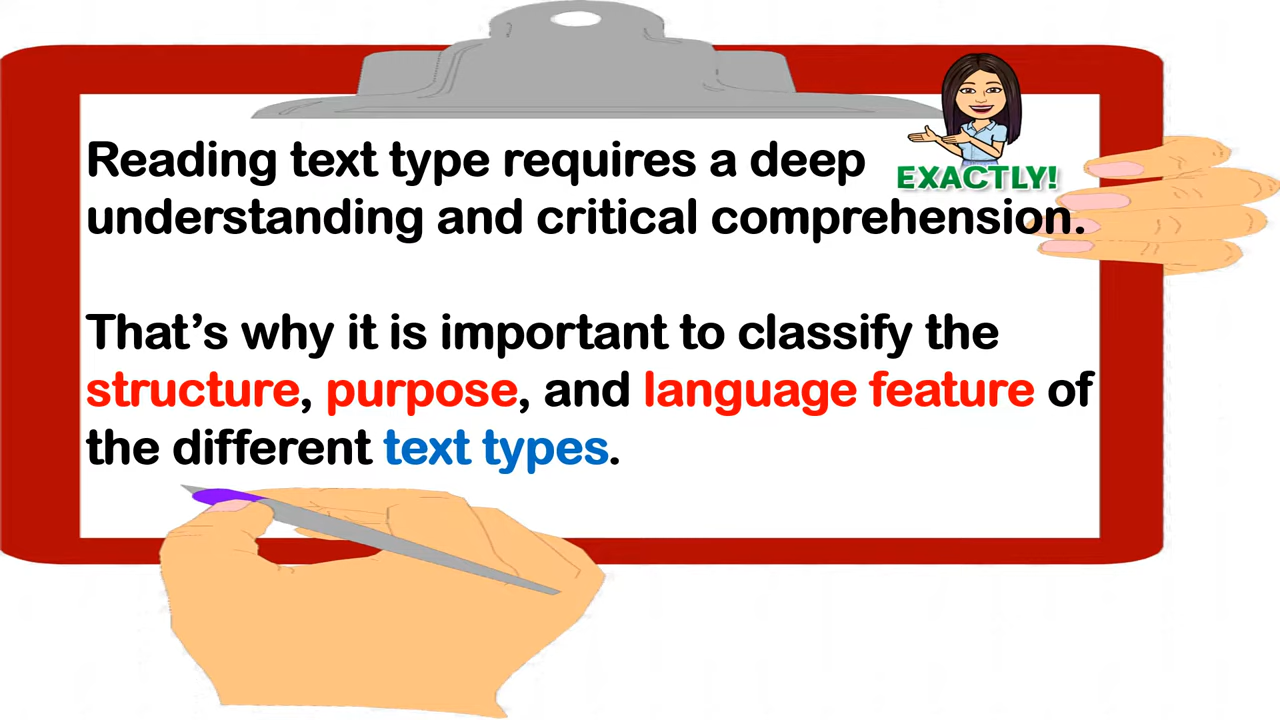 Reading text type requires a deep
EXACTLY!
understanding and critical comprehension.
That’s why it is important to classify the
structure, purpose, and language feature of
the different text types.